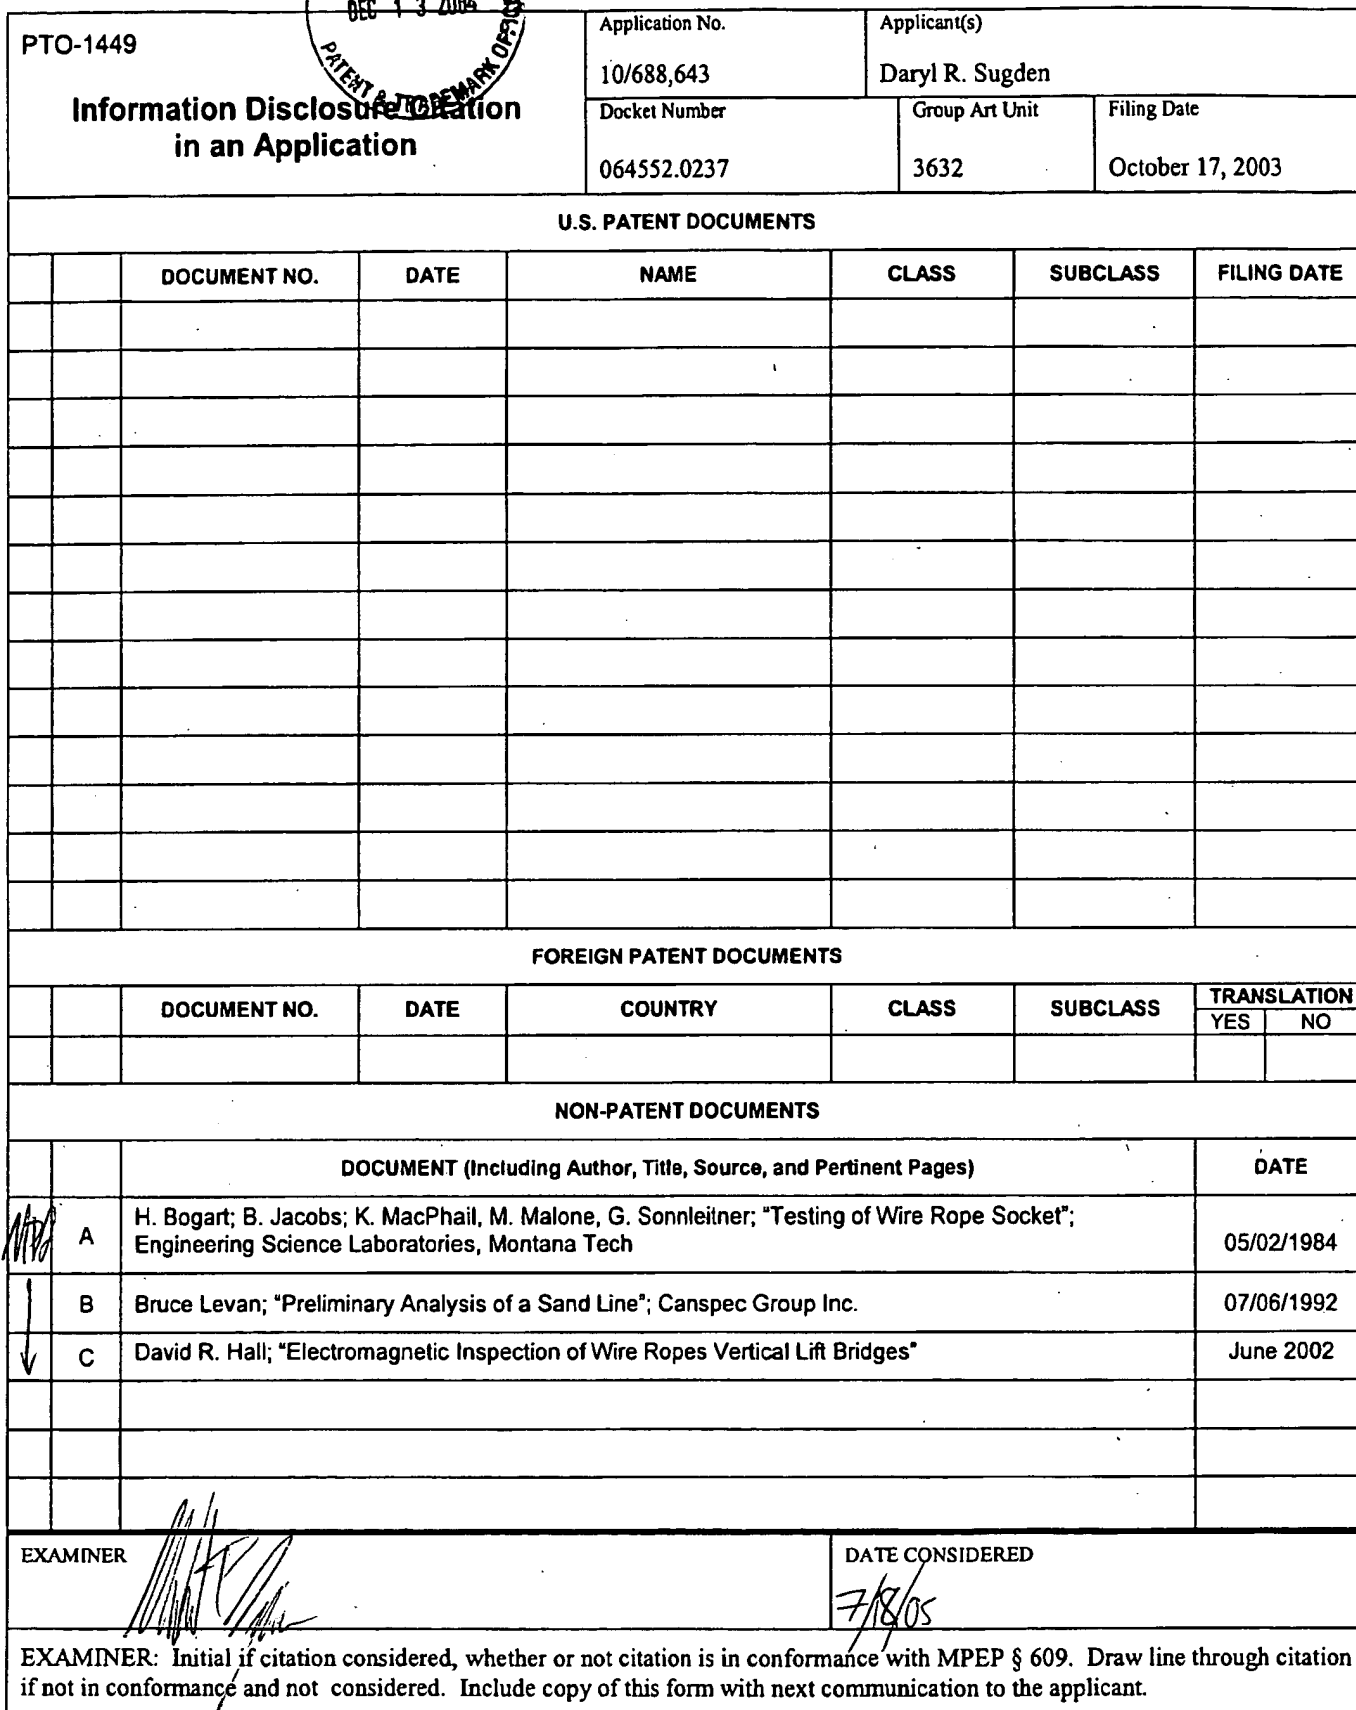 DEC 13 2004
PATENT & TRADEMARK OFFICE
PTO-1449
Information Disclosure Citation
in an Application
Application No.
10/688,643
Applicant(s)
Daryl R. Sugden
Docket Number
064552.0237
Group Art Unit
3632
Filing Date
October 17, 2003
U.S. PATENT DOCUMENTS
DOCUMENT NO. DATE NAME CLASS SUBCLASS FILING DATE
FOREIGN PATENT DOCUMENTS
DOCUMENT NO. DATE COUNTRY CLASS SUBCLASS TRANSLATION
YES NO
NON-PATENT DOCUMENTS
DOCUMENT (Including Author, Title, Source, and Pertinent Pages) DATE
A H. Bogart; B. Jacobs; K. MacPhail, M. Malone, G. Sonnleitner; "Testing of Wire Rope Socket";
Engineering Science Laboratories, Montana Tech 05/02/1984
B Bruce Levan; "Preliminary Analysis of a Sand Line"; Canspec Group Inc. 07/06/1992
C David R. Hall; "Electromagnetic Inspection of Wire Ropes Vertical Lift Bridges" June 2002
EXAMINER
DATE CONSIDERED
7/18/05
EXAMINER: Initial if citation considered, whether or not citation is in conformance with MPEP § 609. Draw line through citation
if not in conformance and not considered. Include copy of this form with next communication to the applicant.